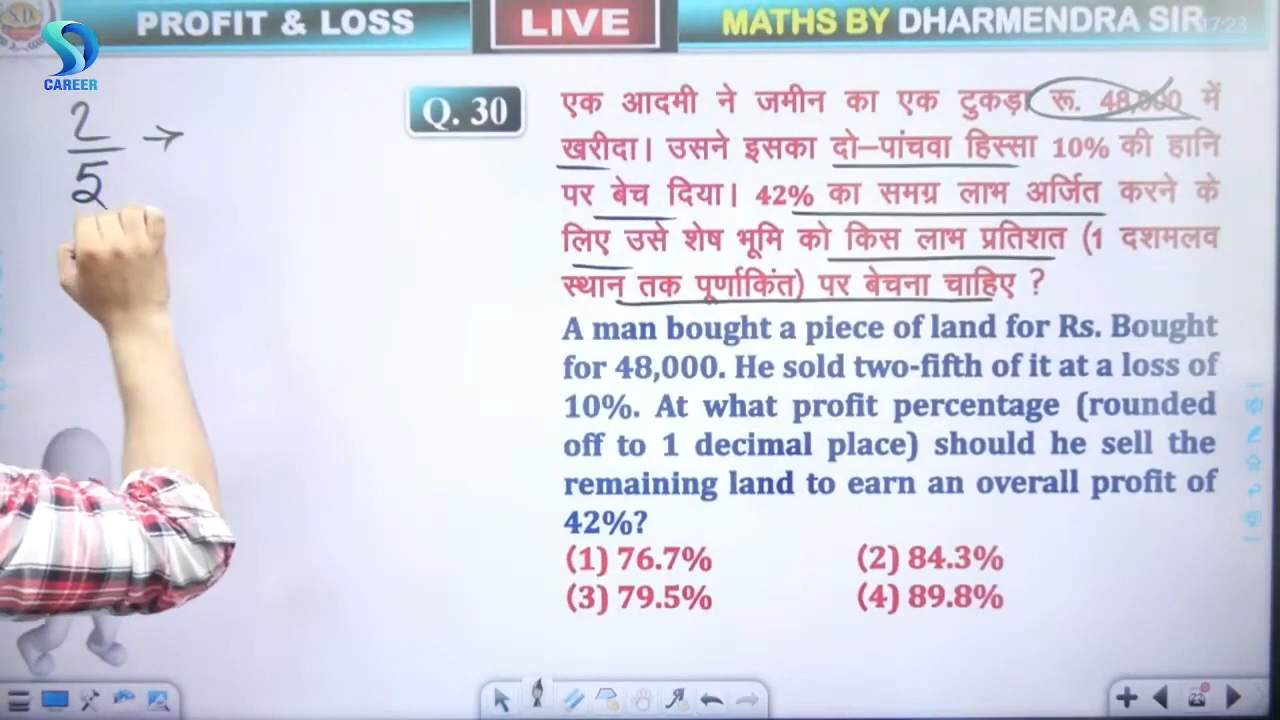 PROFIT & LOSS
LIVE
MATHS BY DHARMENDRA SIR
17:23
CAREER
2
5
Q. 30
एक आदमी ने जमीन का एक टुकड़ा रू. 48,000 में
खरीदा। उसने इसका दो–पांचवा हिस्सा 10% की हानि
पर बेच दिया। 42% का समग्र लाभ अर्जित करने के
लिए उसे शेष भूमि को किस लाभ प्रतिशत (1 दशमलव
स्थान तक पूर्णाकिंत) पर बेचना चाहिए ?
A man bought a piece of land for Rs. Bought
for 48,000. He sold two-fifth of it at a loss of
10%. At what profit percentage (rounded
off to 1 decimal place) should he sell the
remaining land to earn an overall profit of
42%?
(1) 76.7% (2) 84.3%
(3) 79.5% (4) 89.8%